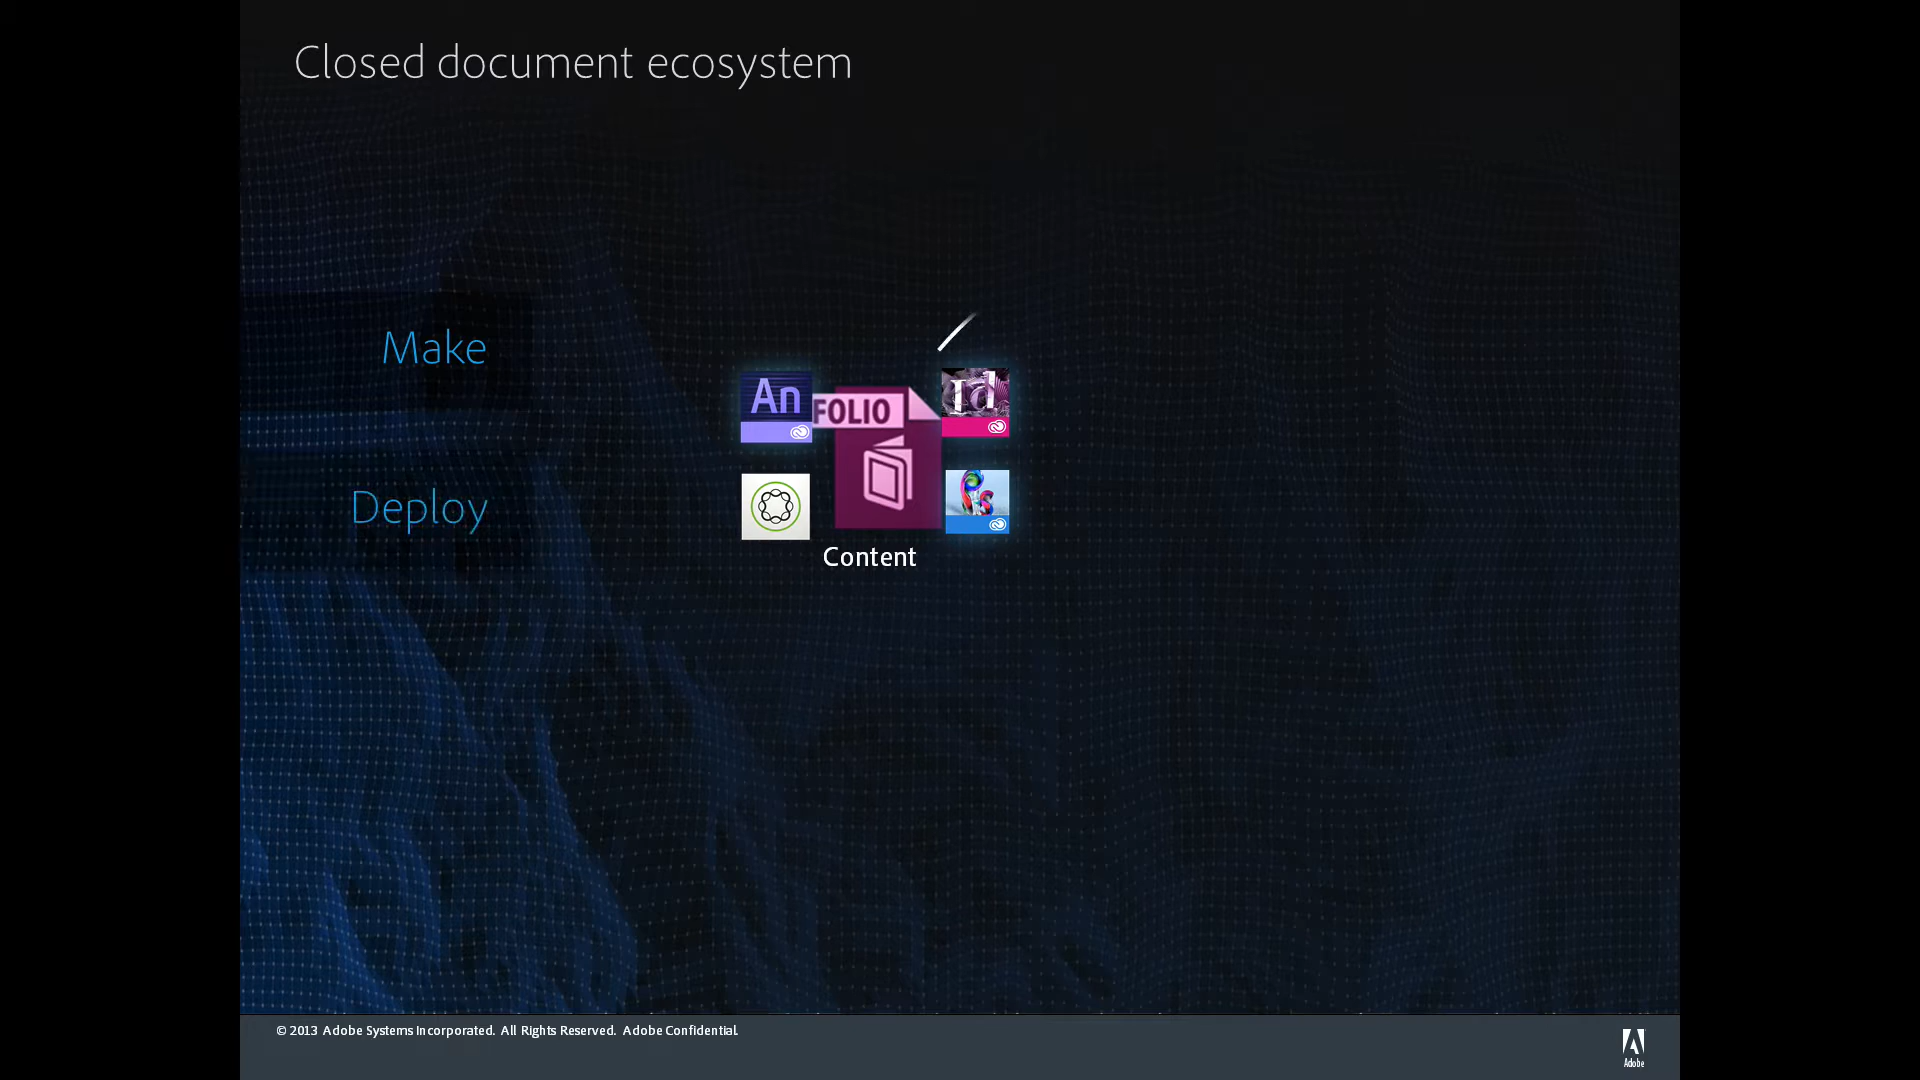 Closed document ecosystem
Make
An
FOLIO
Id
Ps
Deploy
Content
© 2013 Adobe Systems Incorporated. All Rights Reserved. Adobe Confidential.
Adobe